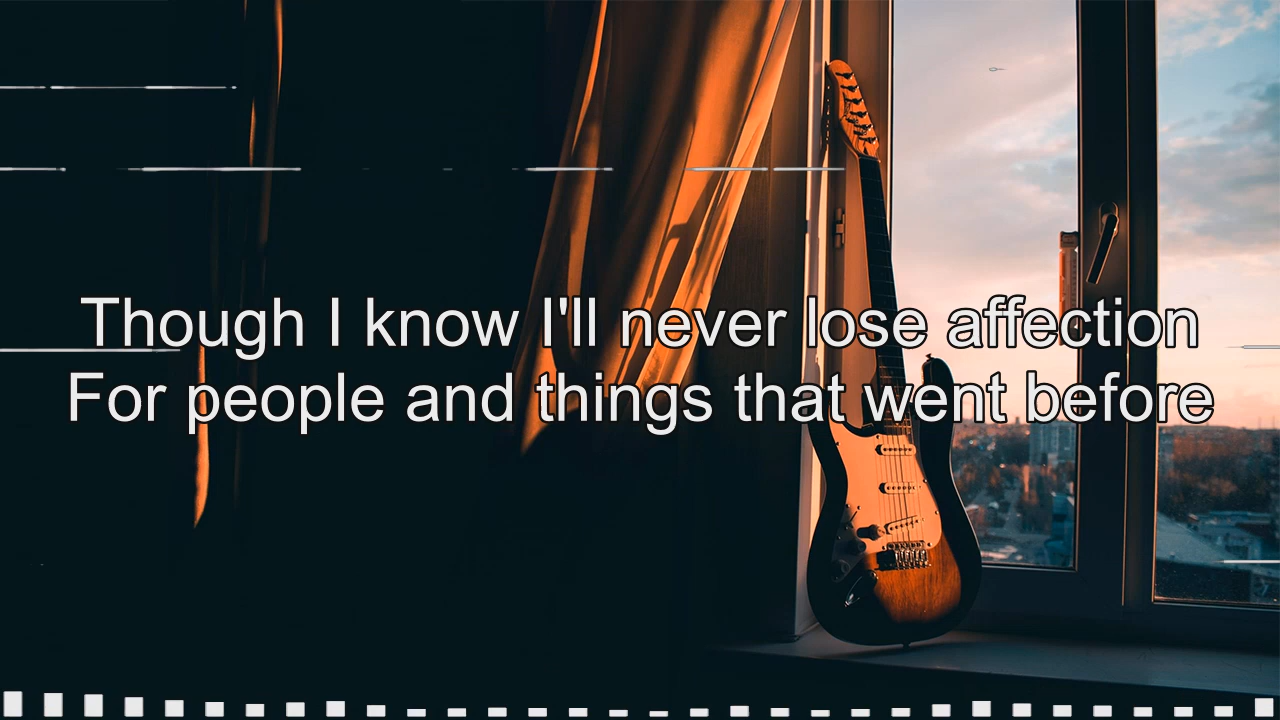 Though I know I'll never lose affection
For people and things that went before